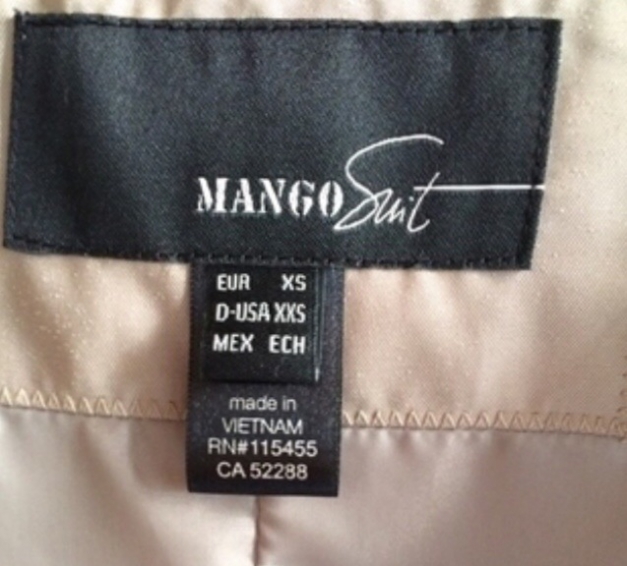 MANGO Suit
EUR XS
D-USA XXS
MEX ECH
made in
VIETNAM
RN#115455
CA 52288